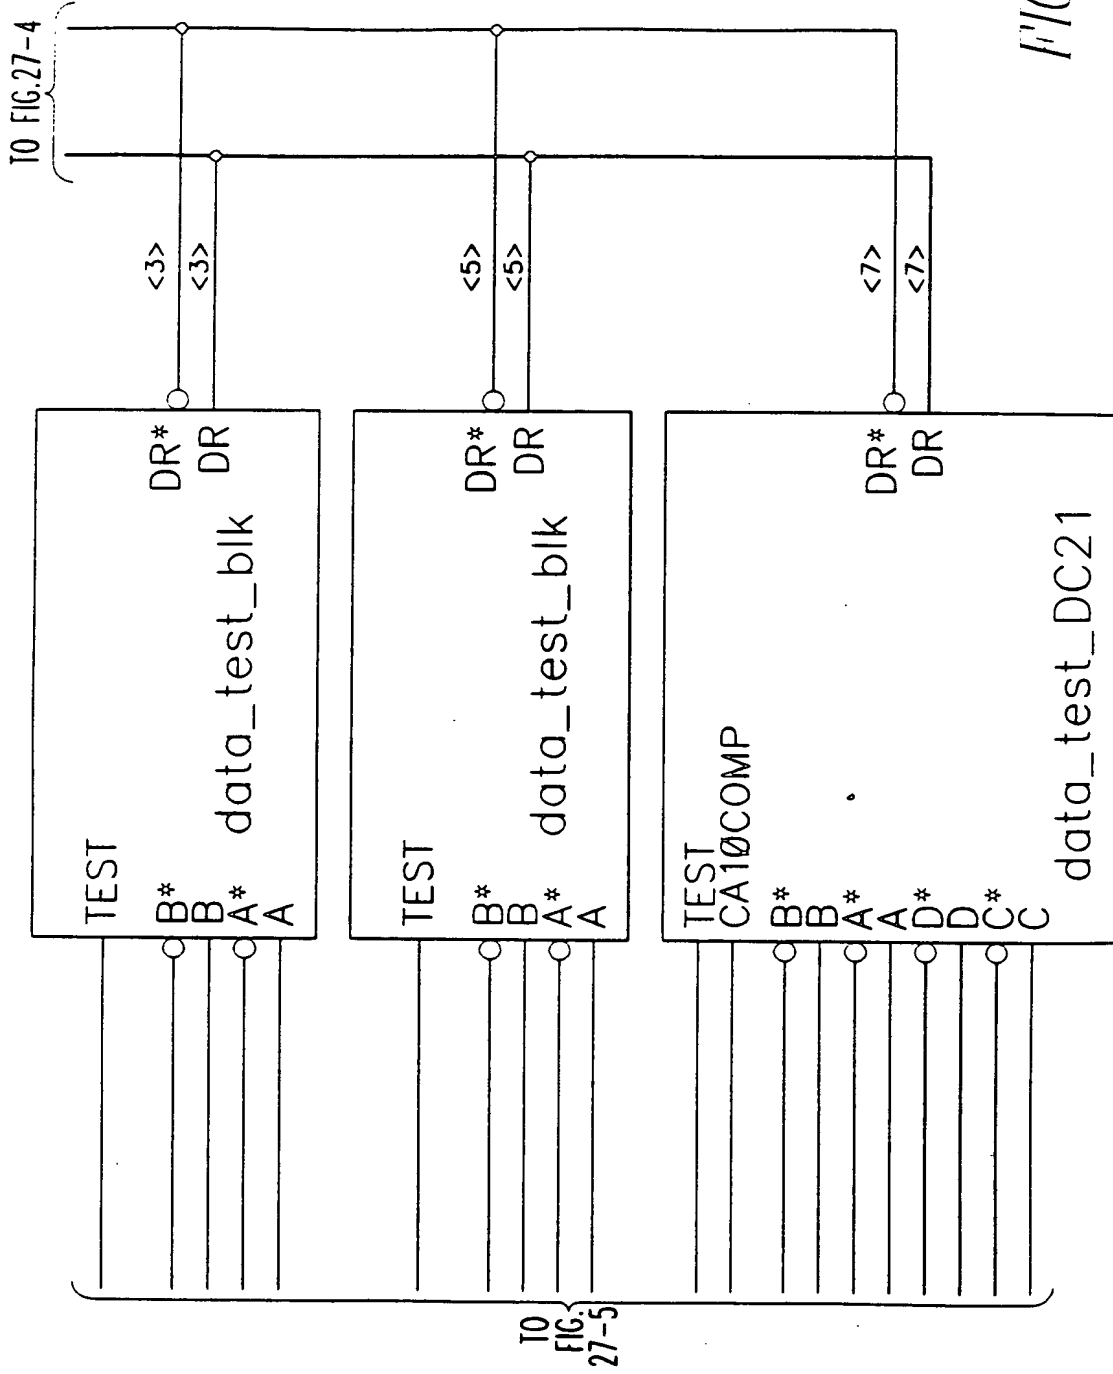 TO FIG.27-4
<3>
<3>
<5>
<5>
<7>
<7>
TEST
B*
B
A*
A
DR*
DR
data_test_blk
TEST
B*
B
A*
A
DR*
DR
data_test_blk
TEST
CA10COMP
B*
B
A*
A
D*
D
C*
C
DR*
DR
data_test_DC21
TO
FIG.
27-5